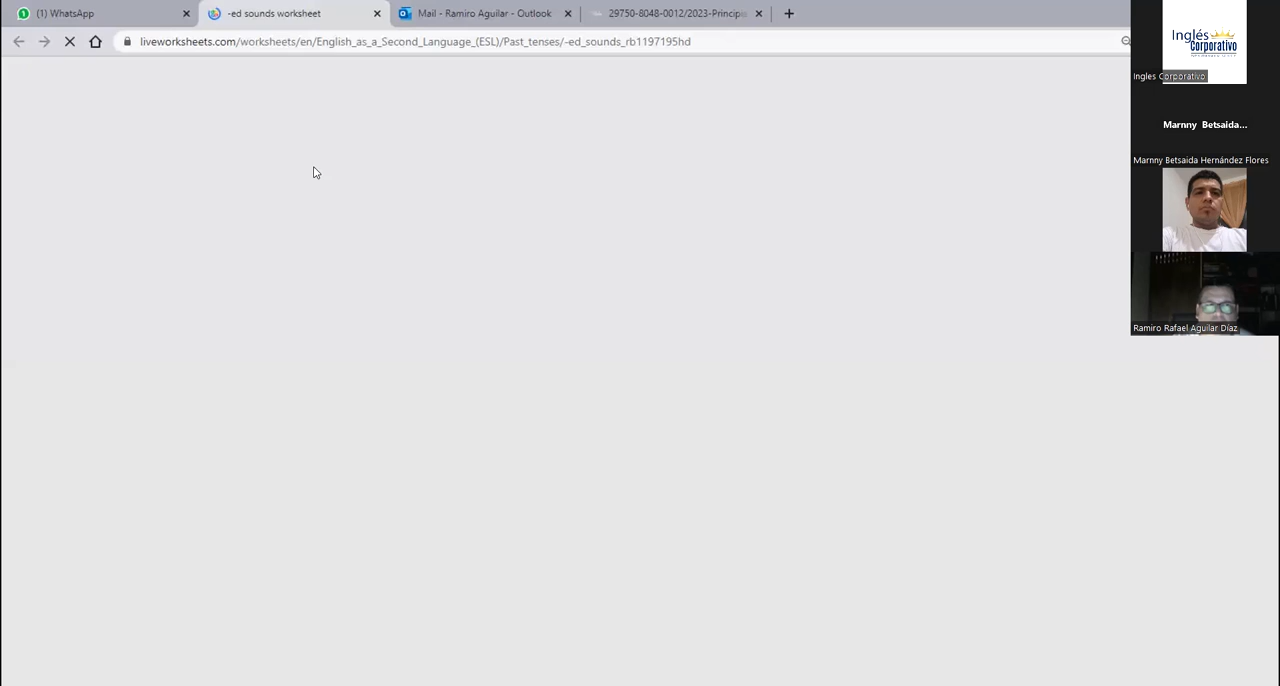 (1) WhatsApp
-ed sounds worksheet
Mail - Ramiro Aguilar - Outlook
29750-8048-0012/2023-Principa
liveworksheets.com/worksheets/en/English_as_a_Second_Language_(ESL)/Past_tenses/-ed_sounds_rb1197195hd
Inglés
Corporativo
Ingles Corporativo
Marnny Betsaida...
Marnny Betsaida Hernández Flores
Ramiro Rafael Aguilar Díaz